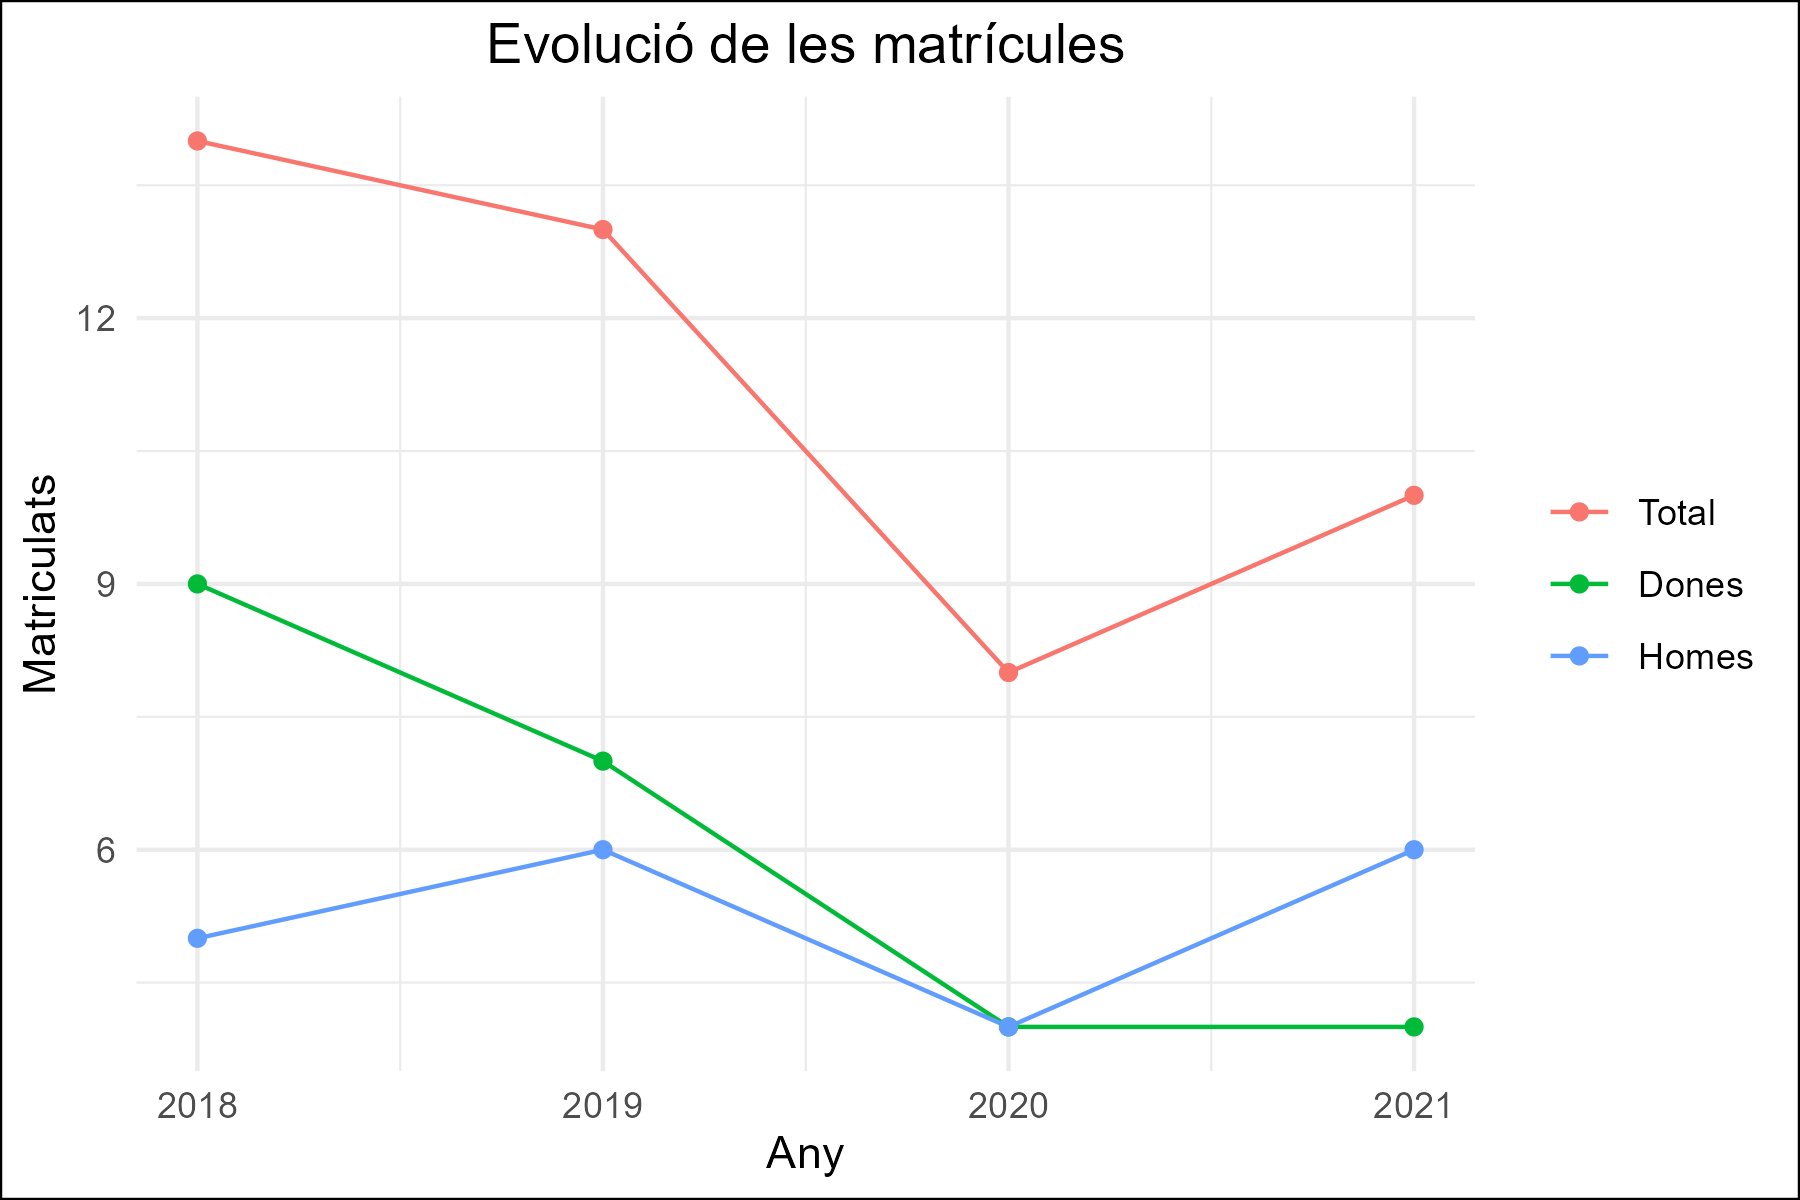 Evolució de les matrícules
Matriculats
12
9
6
2018
2019
2020
2021
Any
Total
Dones
Homes